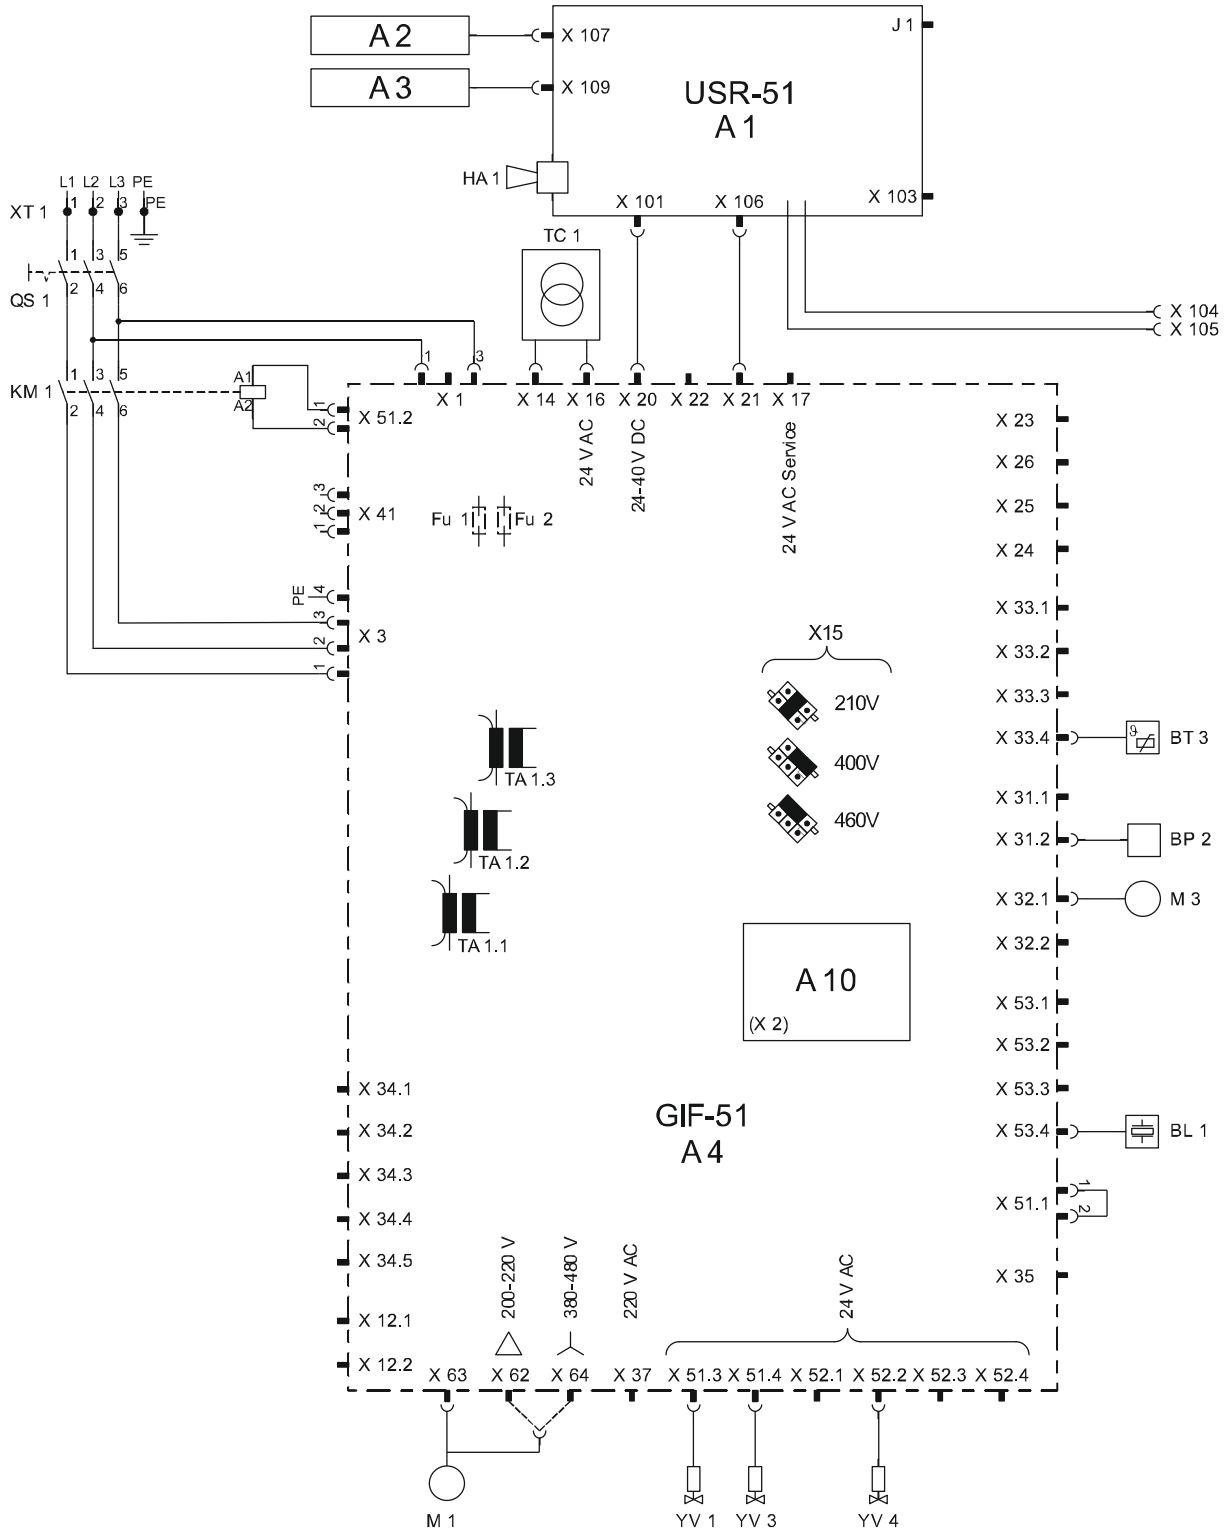 A 2
X 107
J 1
A 3
X 109
USR-51
A 1
HA 1
X 101
X 106
X 103
L1 L2 L3 PE
XT 1
1 2 3 PE
TC 1
1 3 5
QS 1
2 4 6
X 104
X 105
1 3
KM 1
1 3 5
2 4 6
A1
A2
1
2
X 51.2
X 1
X 14
X 16
X 20
X 22
X 21
X 17
24 V AC
24-40 V DC
24 V AC Service
X 23
X 26
X 25
X 24
3
2
1
X 41
Fu 1
Fu 2
PE
4
3
2
1
X 3
X15
210V
400V
460V
X 33.1
X 33.2
X 33.3
X 33.4
ϑ
BT 3
X 31.1
X 31.2
BP 2
X 32.1
M 3
X 32.2
TA 1.3
TA 1.2
TA 1.1
A 10
(X 2)
X 53.1
X 53.2
X 53.3
X 53.4
BL 1
X 51.1
1
2
X 35
GIF-51
A 4
X 34.1
X 34.2
X 34.3
X 34.4
X 34.5
X 12.1
X 12.2
200-220 V
380-480 V
220 V AC
24 V AC
X 63
X 62
X 64
X 37
X 51.3
X 51.4
X 52.1
X 52.2
X 52.3
X 52.4
M 1
YV 1
YV 3
YV 4